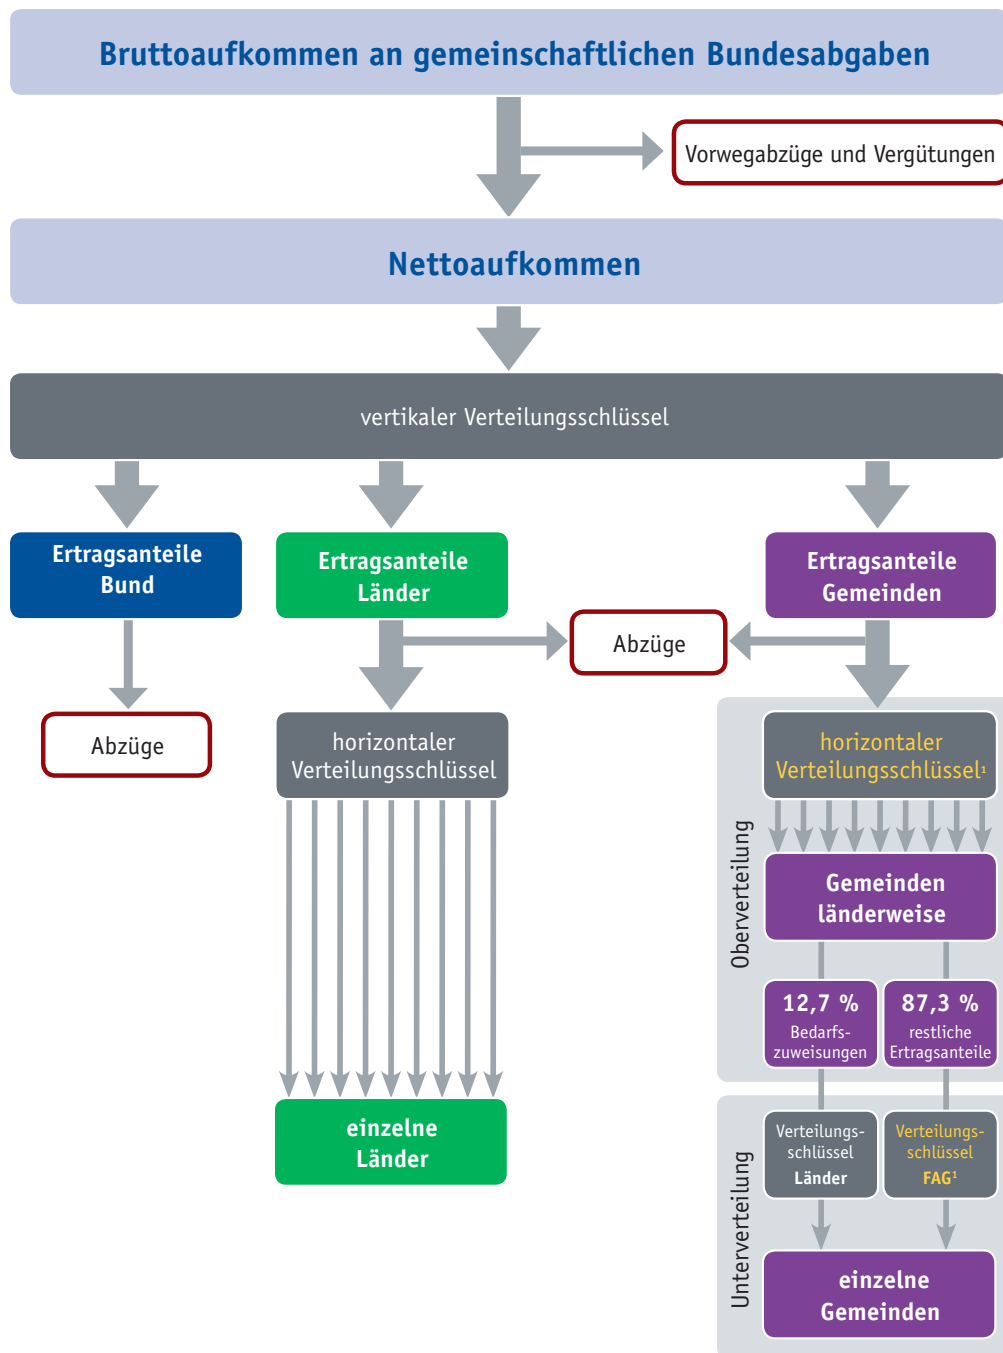 Bruttoaufkommen an gemeinschaftlichen Bundesabgaben
Vorwegabzüge und Vergütungen
Nettoaufkommen
vertikaler Verteilungsschlüssel
Ertragsanteile
Bund
Ertragsanteile
Länder
Ertragsanteile
Gemeinden
Abzüge
Abzüge
horizontaler
Verteilungsschlüssel
horizontaler
Verteilungsschlüssel¹
Oberverteilung
Gemeinden
länderweise
12,7 %
Bedarfs-
zuweisungen
87,3 %
restliche
Ertragsanteile
einzelne
Länder
Unterverteilung
Verteilungs-
schlüssel
Länder
Verteilungs-
schlüssel
FAG¹
einzelne
Gemeinden